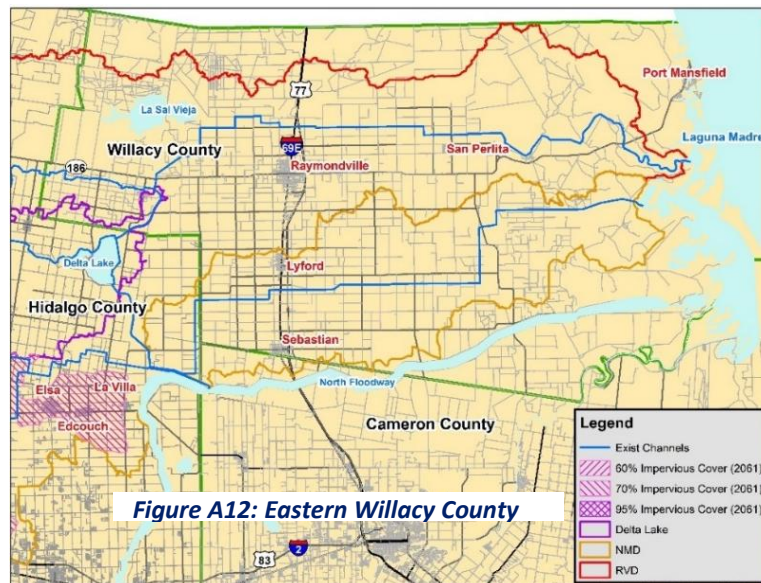 77
Port Mansfield
La Sal Vieja
Laguna Madre
Willacy County
69E
San Perlita
186
Raymondville
Delta Lake
Lyford
Hidalgo County
Sebastian
Elsa
La Villa
North Floodway
Edcouch
Cameron County
Legend
Exist Channels
60% Impervious Cover (2061)
70% Impervious Cover (2061)
95% Impervious Cover (2061)
Delta Lake
NMD
RVD
Figure A12: Eastern Willacy County
83
2